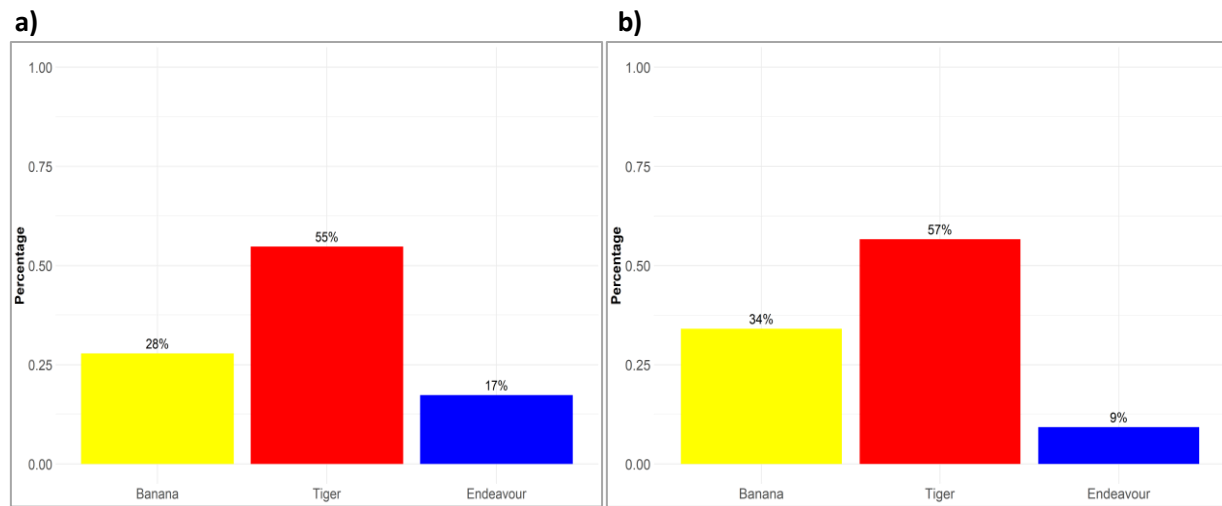 a)
1.00
0.75
0.50
0.25
0.00
Percentage
28%
55%
17%
Banana Tiger Endeavour
b)
1.00
0.75
0.50
0.25
0.00
Percentage
34%
57%
9%
Banana Tiger Endeavour